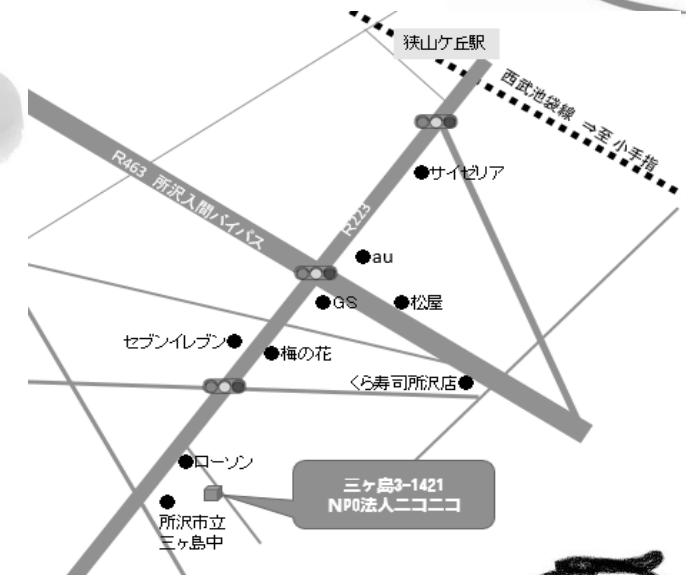 狭山ケ丘駅
西武池袋線 ⇒至 小手指
サイゼリア
R463 所沢入間バイパス
R223
au
GS
松屋
セブンイレブン
梅の花
くら寿司所沢店
ローソン
三ヶ島3-1421
NPO法人ニコニコ
所沢市立
三ヶ島中